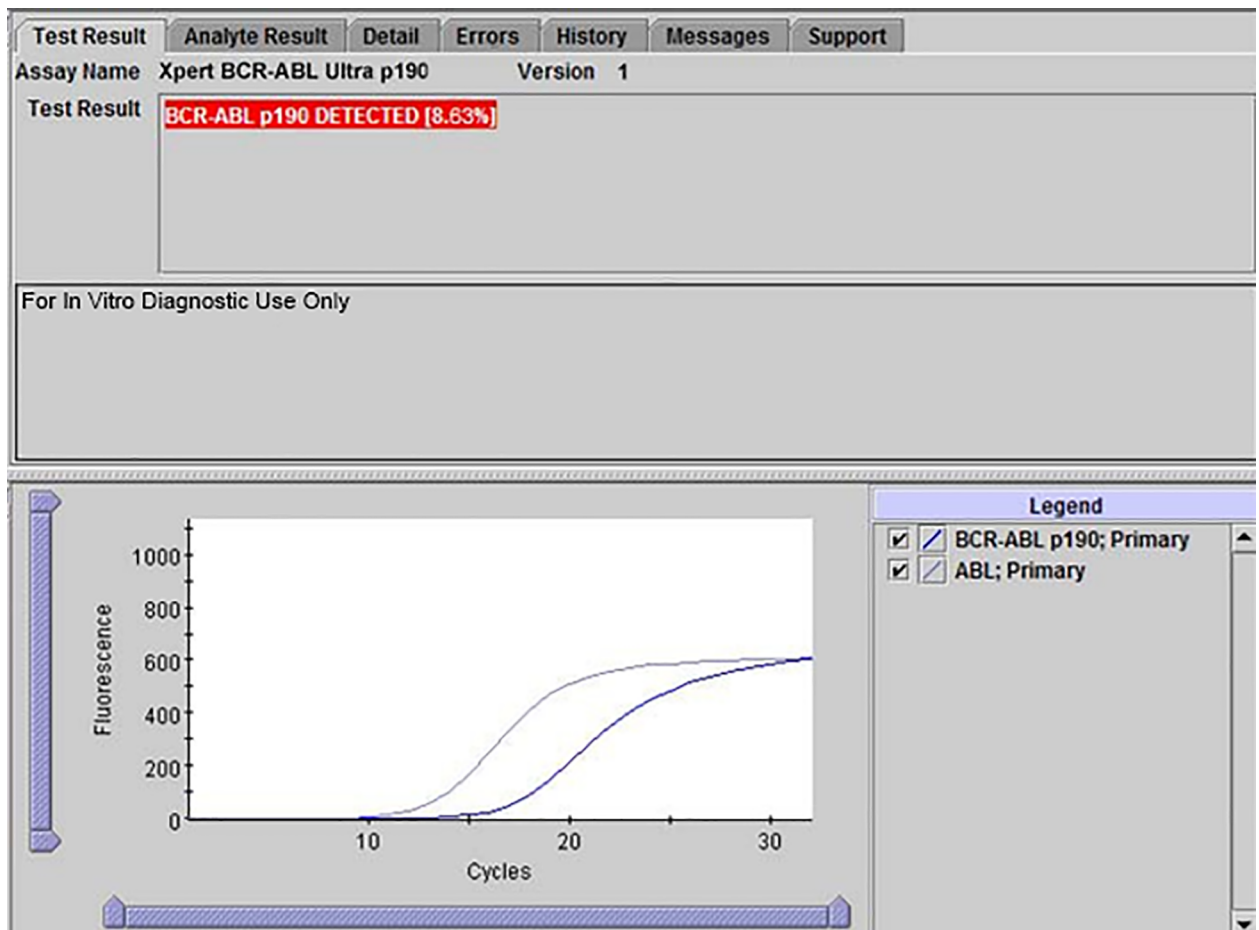 Test Result Analyte Result Detail Errors History Messages Support
Assay Name Xpert BCR-ABL Ultra p190 Version 1
Test Result BCR-ABL p190 DETECTED [8.63%]
For In Vitro Diagnostic Use Only
Legend
BCR-ABL p190; Primary
ABL; Primary
1000
800
600
400
200
0
Fluorescence
10 20 30
Cycles